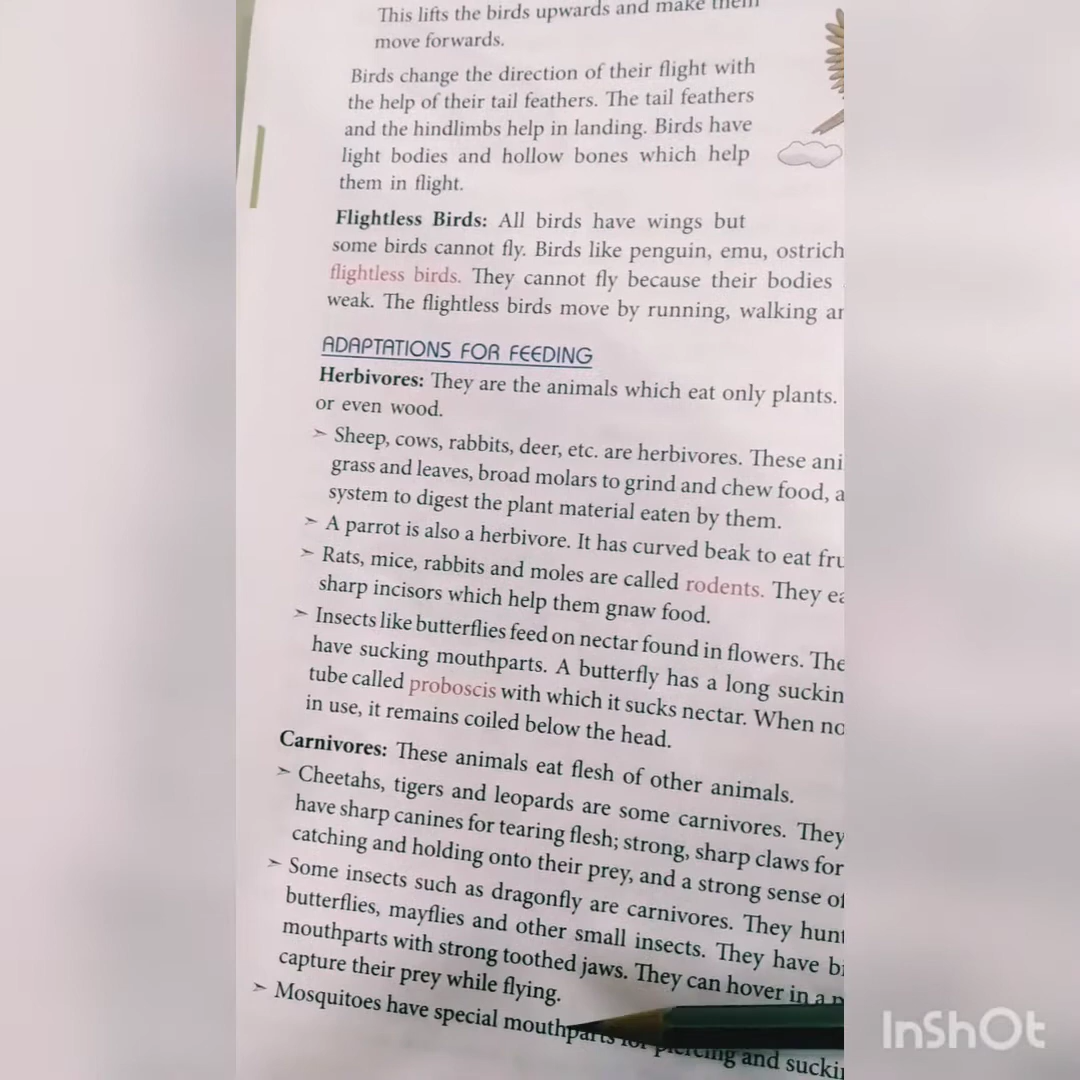 This lifts the birds upwards and make them
move forwards.
Birds change the direction of their flight with
the help of their tail feathers. The tail feathers
and the hindlimbs help in landing. Birds have
light bodies and hollow bones which help
them in flight.
Flightless Birds: All birds have wings but
some birds cannot fly. Birds like penguin, emu, ostrich
flightless birds. They cannot fly because their bodies
weak. The flightless birds move by running, walking
ADAPTATIONS FOR FEEDING
Herbivores: They are the animals which eat only plants.
or even wood.
➤ Sheep, cows, rabbits, deer, etc. are herbivores. These
grass and leaves, broad molars to grind and chew food,
system to digest the plant material eaten by them.
➤ A parrot is also a herbivore. It has curved beak to eat
➤ Rats, mice, rabbits and moles are called rodents. They
sharp incisors which help them gnaw food.
➤ Insects like butterflies feed on nectar found in flowers.
have sucking mouthparts. A butterfly has a long
tube called proboscis with which it sucks nectar. When
in use, it remains coiled below the head.
Carnivores: These animals eat flesh of other animals.
➤ Cheetahs, tigers and leopards are some carnivores. They
have sharp canines for tearing flesh; strong, sharp claws for
catching and holding onto their prey, and a strong sense of
➤ Some insects such as dragonfly are carnivores. They hunt
butterflies, mayflies and other small insects. They have
mouthparts with strong toothed jaws. They can hover in a
capture their prey while flying.
➤ Mosquitoes have special mouthparts for piercing and
InShOt